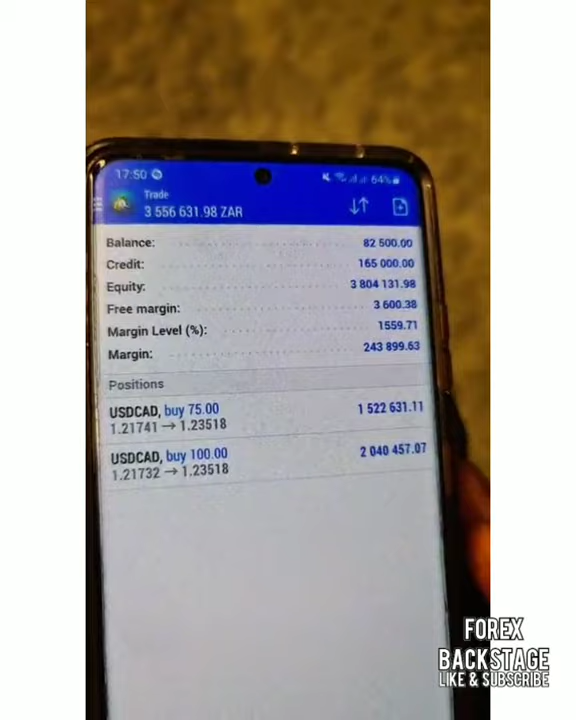 17:50
64%
Trade
3 556 631.98 ZAR
Balance: 82 500.00
Credit: 165 000.00
Equity: 3 804 131.98
Free margin: 3 600.38
Margin Level (%): 1559.71
Margin: 243 899.63
Positions
USDCAD, buy 75.00 1 522 631.11
1.21741 → 1.23518
USDCAD, buy 100.00 2 040 457.07
1.21732 → 1.23518
FOREX
BACKSTAGE
LIKE & SUBSCRIBE